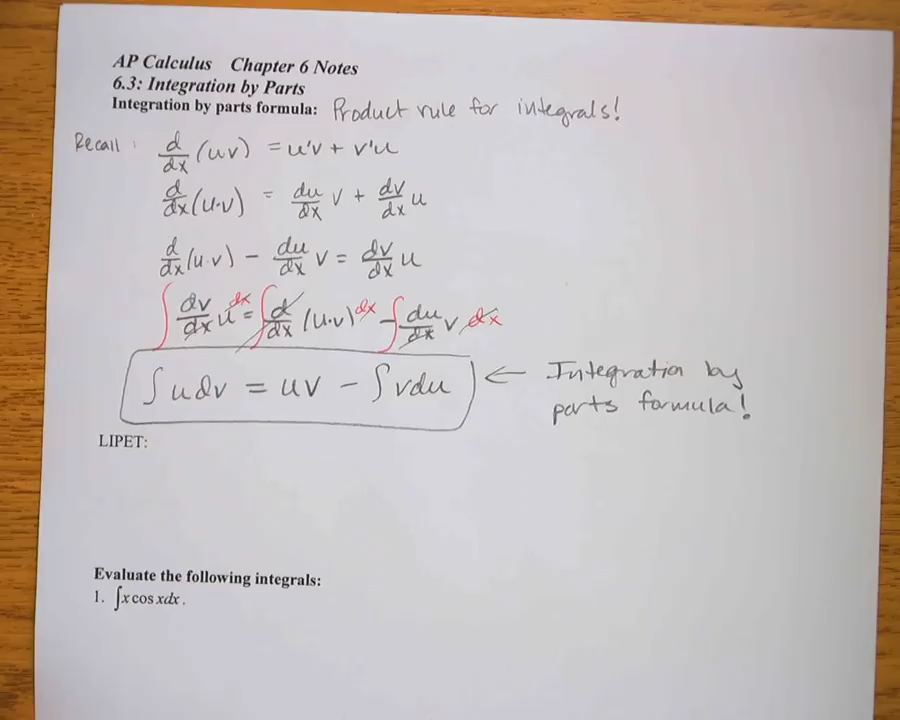 AP Calculus Chapter 6 Notes
6.3: Integration by Parts
Integration by parts formula: Product rule for integrals!
Recall: d/dx (uv) = u'v + v'u
d/dx (u·v) = du/dx v + dv/dx u
d/dx (u·v) - du/dx v = dv/dx u
∫ dv/dx u dx = ∫ d/dx (u·v) dx - ∫ du/dx v dx
∫ u dv = uv - ∫ v du ← Integration by
parts formula!
LIPET:
Evaluate the following integrals:
1. ∫x cos xdx.